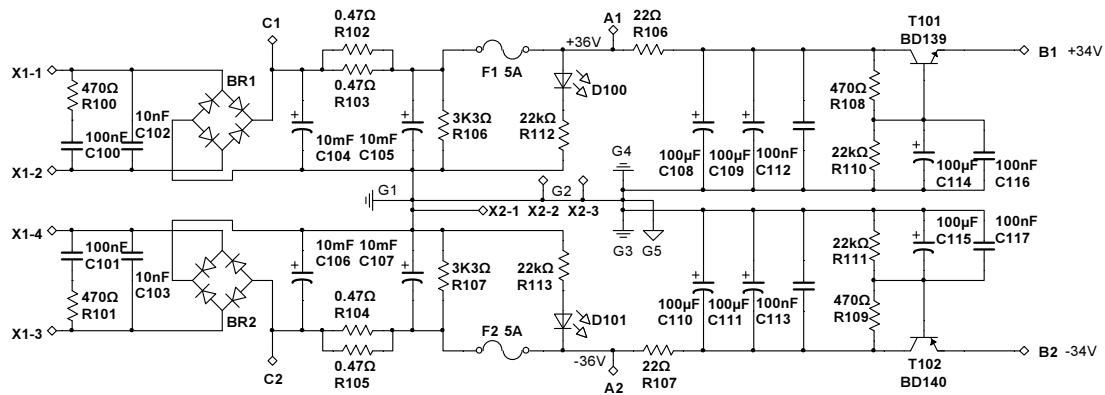 C1
0.47Ω
R102
0.47Ω
R103
A1
22Ω
R106
+36V
T101
BD139
B1 +34V
X1-1
470Ω
R100
100nF
C100
10nF
C102
BR1
10mF
C104
10mF
C105
3K3Ω
R106
F1 5A
D100
22kΩ
R112
100µF
C108
100µF
C109
100nF
C112
470Ω
R108
22kΩ
R110
100µF
C114
100nF
C116
X1-2
G1
G2
G4
X2-1
X2-2
X2-3
G3
G5
X1-4
100nF
C101
10nF
C103
470Ω
R101
X1-3
BR2
10mF
C106
10mF
C107
3K3Ω
R107
22kΩ
R113
D101
0.47Ω
R104
0.47Ω
R105
C2
F2 5A
-36V
A2
22Ω
R107
100µF
C110
100µF
C111
100nF
C113
22kΩ
R111
470Ω
R109
100µF
C115
100nF
C117
T102
BD140
B2 -34V